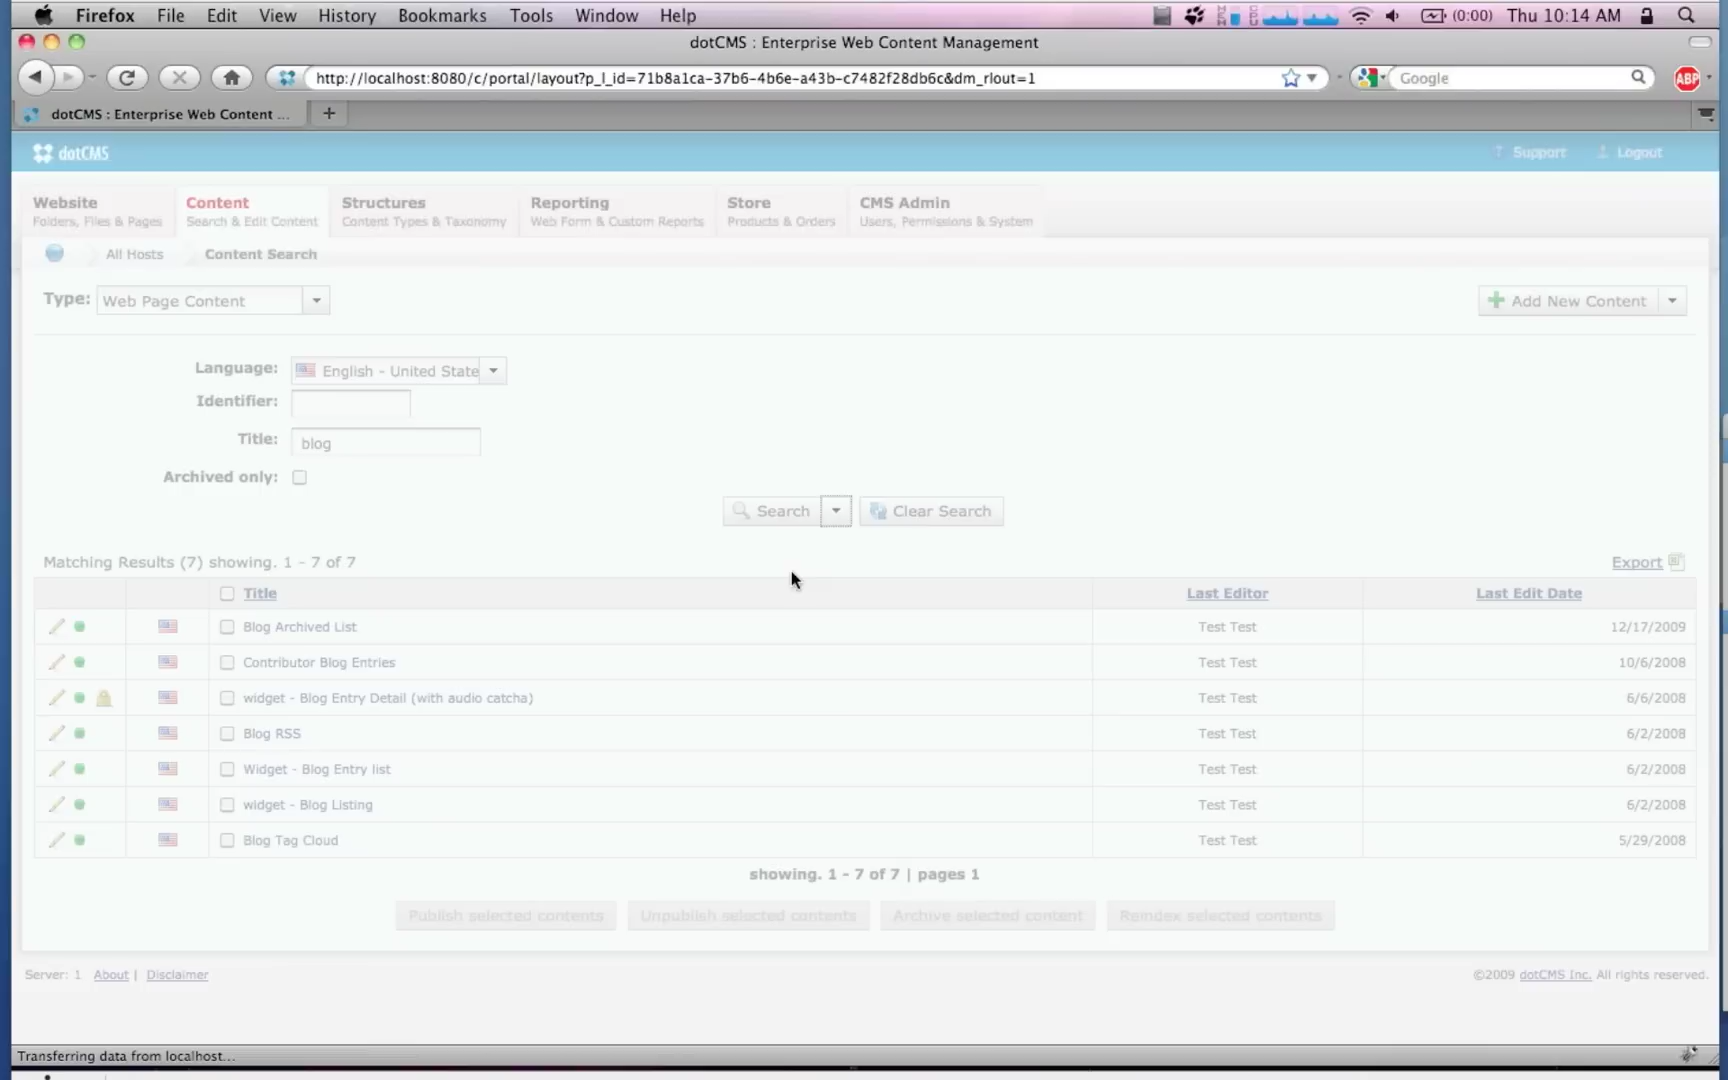 Firefox File Edit View History Bookmarks Tools Window Help (0:00) Thu 10:14 AM
dotCMS : Enterprise Web Content Management
http://localhost:8080/c/portal/layout?p_l_id=71b8a1ca-37b6-4b6e-a43b-c7482f28db6c&dm_rlout=1 Google ABP
dotCMS : Enterprise Web Content ... +
dotCMS Support Logout
Website Content Structures Reporting Store CMS Admin
Folders, Files & Pages Search & Edit Content Content Types & Taxonomy Web Form & Custom Reports Products & Orders Users, Permissions & System
All Hosts Content Search
Type: Web Page Content Add New Content
Language: English - United State
Identifier:
Title: blog
Archived only:
Search Clear Search
Matching Results (7) showing. 1 - 7 of 7 Export
Title Last Editor Last Edit Date
Blog Archived List Test Test 12/17/2009
Contributor Blog Entries Test Test 10/6/2008
widget - Blog Entry Detail (with audio catcha) Test Test 6/6/2008
Blog RSS Test Test 6/2/2008
Widget - Blog Entry list Test Test 6/2/2008
widget - Blog Listing Test Test 6/2/2008
Blog Tag Cloud Test Test 5/29/2008
showing. 1 - 7 of 7 | pages 1
Publish selected contents Unpublish selected contents Archive selected content Reindex selected contents
Server: 1 About | Disclaimer ©2009 dotCMS Inc. All rights reserved.
Transferring data from localhost...